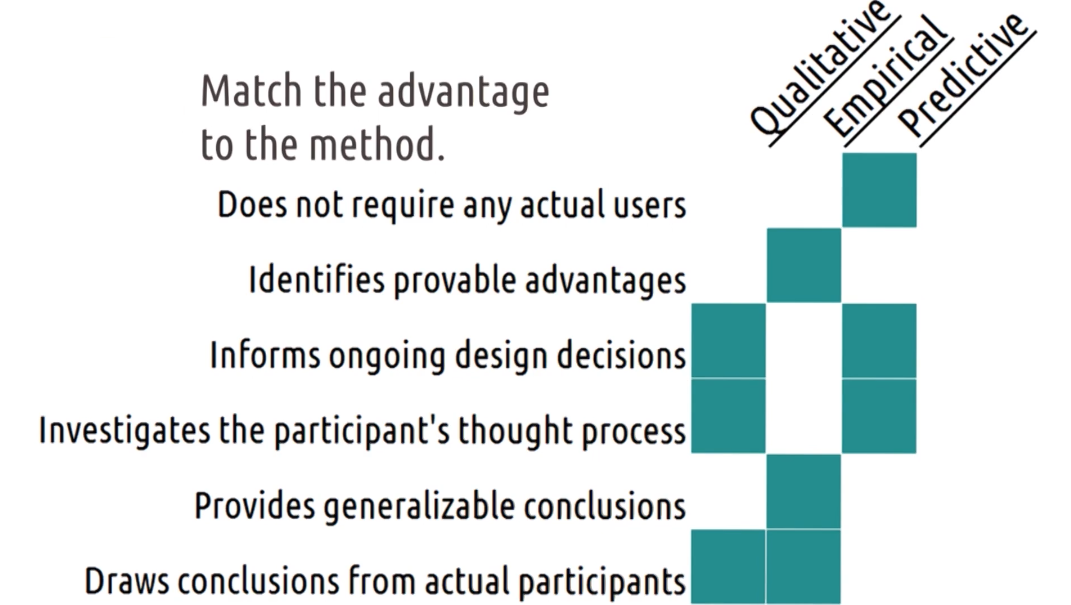 Match the advantage
to the method.
Qualitative
Empirical
Predictive
Does not require any actual users
Identifies provable advantages
Informs ongoing design decisions
Investigates the participant's thought process
Provides generalizable conclusions
Draws conclusions from actual participants